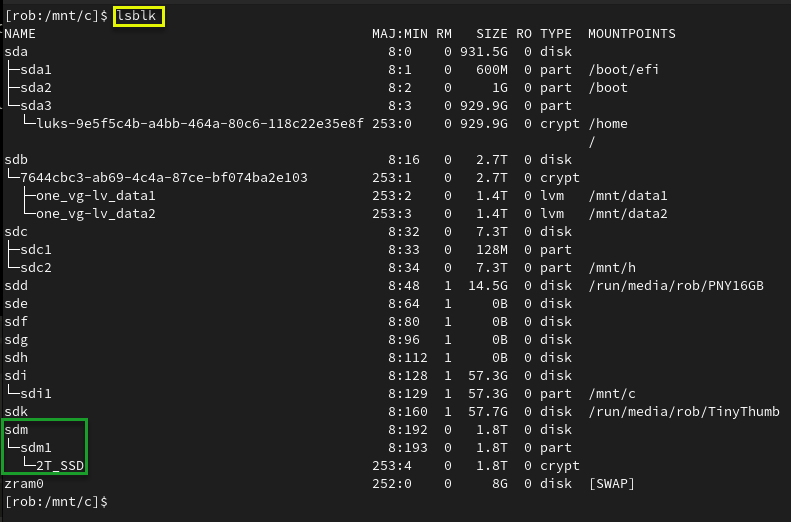 [rob:/mnt/c]$ lsblk
NAME MAJ:MIN RM SIZE RO TYPE MOUNTPOINTS
sda 8:0 0 931.5G 0 disk
├─sda1 8:1 0 600M 0 part /boot/efi
├─sda2 8:2 0 1G 0 part /boot
└─sda3 8:3 0 929.9G 0 part
└─luks-9e5f5c4b-a4bb-464a-80c6-118c22e35e8f 253:0 0 929.9G 0 crypt /home
/
sdb 8:16 0 2.7T 0 disk
└─7644cbc3-ab69-4c4a-87ce-bf074ba2e103 253:1 0 2.7T 0 crypt
├─one_vg-lv_data1 253:2 0 1.4T 0 lvm /mnt/data1
└─one_vg-lv_data2 253:3 0 1.4T 0 lvm /mnt/data2
sdc 8:32 0 7.3T 0 disk
├─sdc1 8:33 0 128M 0 part
└─sdc2 8:34 0 7.3T 0 part /mnt/h
sdd 8:48 1 14.5G 0 disk /run/media/rob/PNY16GB
sde 8:64 1 0B 0 disk
sdf 8:80 1 0B 0 disk
sdg 8:96 1 0B 0 disk
sdh 8:112 1 0B 0 disk
sdi 8:128 1 57.3G 0 disk
└─sdi1 8:129 1 57.3G 0 part /mnt/c
sdk 8:160 1 57.7G 0 disk /run/media/rob/TinyThumb
sdm 8:192 0 1.8T 0 disk
└─sdm1 8:193 0 1.8T 0 part
└─2T_SSD 253:4 0 1.8T 0 crypt
zram0 252:0 0 8G 0 disk [SWAP]
[rob:/mnt/c]$